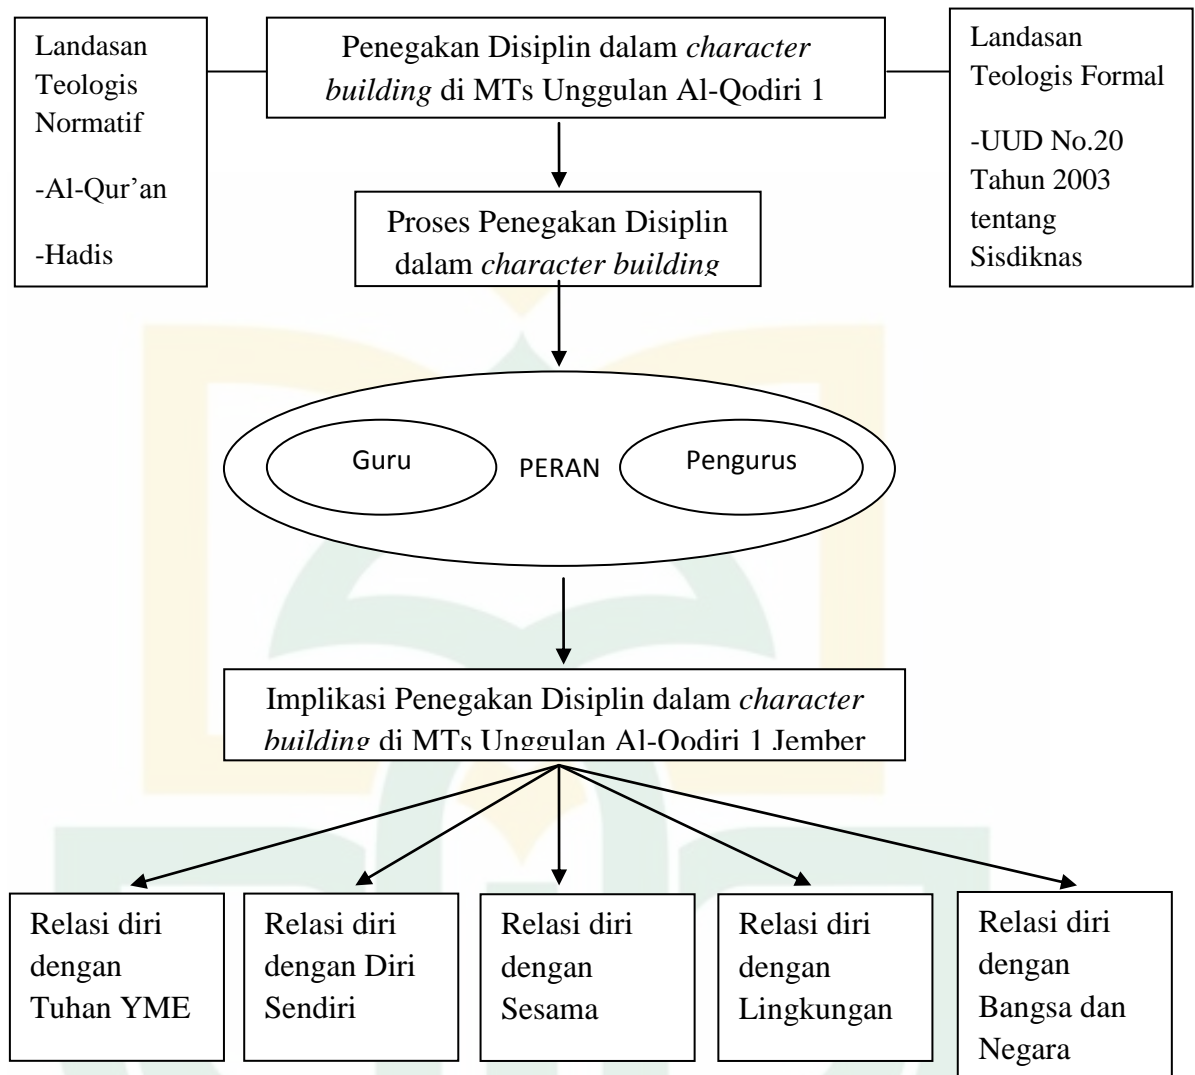 Landasan
Teologis
Normatif
-Al-Qur’an
-Hadis
Penegakan Disiplin dalam character
building di MTs Unggulan Al-Qodiri 1
Landasan
Teologis Formal
-UUD No.20
Tahun 2003
tentang
Sisdiknas
Proses Penegakan Disiplin
dalam character building
Guru
PERAN
Pengurus
Implikasi Penegakan Disiplin dalam character
building di MTs Unggulan Al-Qodiri 1 Jember
Relasi diri
dengan
Tuhan YME
Relasi diri
dengan Diri
Sendiri
Relasi diri
dengan
Sesama
Relasi diri
dengan
Lingkungan
Relasi diri
dengan
Bangsa dan
Negara